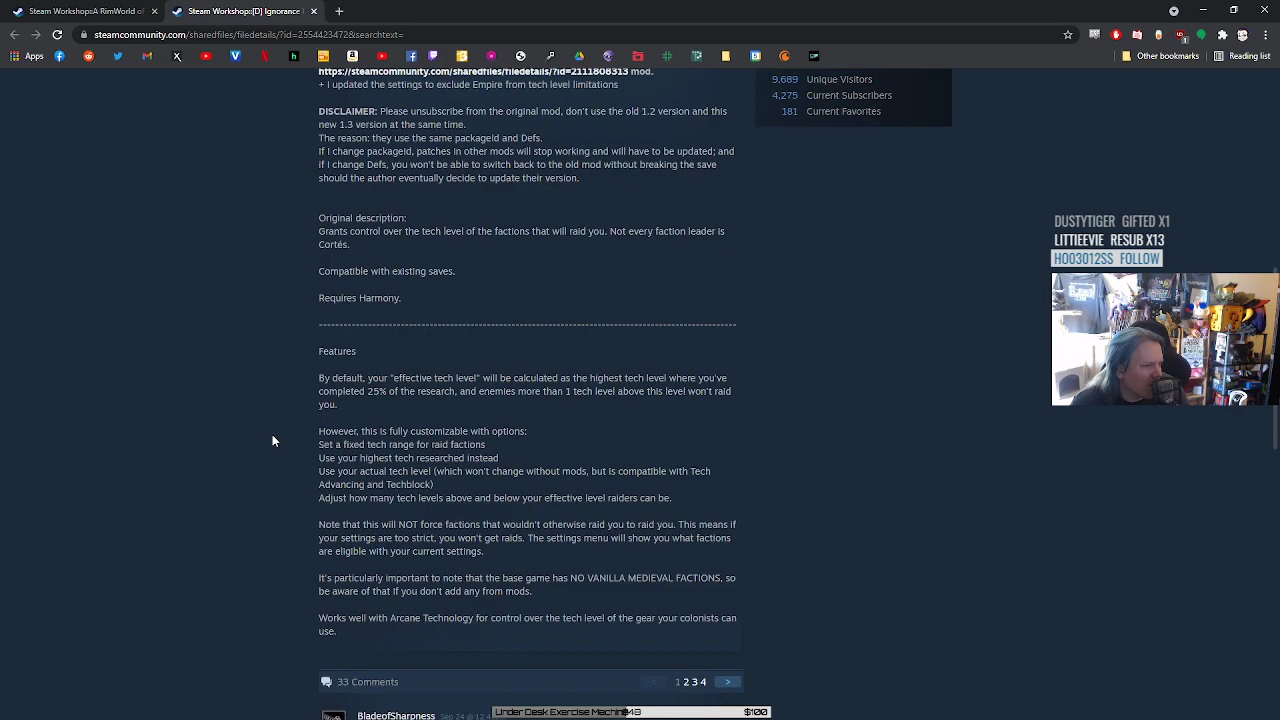 Steam WorkshopA RimWorld of
Steam Workshop:[D] Ignorance I
steamcommunity.com/sharedfiles/filedetails/?id=2554423472&searchtext=
Apps
Other bookmarks
Reading list
https://steamcommunity.com/sharedfiles/filedetails/?id=2111808313 mod.
+ I updated the settings to exclude Empire from tech level limitations
DISCLAIMER: Please unsubscribe from the original mod, don't use the old 1.2 version and this
new 1.3 version at the same time.
The reason: they use the same packageId and Defs.
If I change packageId, patches in other mods will stop working and will have to be updated; and
if I change Defs, you won't be able to switch back to the old mod without breaking the save
should the author eventually decide to update their version.
9,689 Unique Visitors
4,275 Current Subscribers
181 Current Favorites
Original description:
Grants control over the tech level of the factions that will raid you. Not every faction leader is
Cortés.
Compatible with existing saves.
Requires Harmony.
Features
By default, your "effective tech level" will be calculated as the highest tech level where you've
completed 25% of the research, and enemies more than 1 tech level above this level won't raid
you.
However, this is fully customizable with options:
Set a fixed tech range for raid factions
Use your highest tech researched instead
Use your actual tech level (which won't change without mods, but is compatible with Tech
Advancing and Techblock)
Adjust how many tech levels above and below your effective level raiders can be.
Note that this will NOT force factions that wouldn't otherwise raid you to raid you. This means if
your settings are too strict, you won't get raids. The settings menu will show you what factions
are eligible with your current settings.
It's particularly important to note that the base game has NO VANILLA MEDIEVAL FACTIONS, so
be aware of that if you don't add any from mods.
Works well with Arcane Technology for control over the tech level of the gear your colonists can
use.
33 Comments
< 1 2 3 4 >
BladeofSharpness Sep 24 @ 12:4
Under Desk Exercise Machine $48 $100
DUSTYTIGER GIFTED X1
LITTIEEVIE RESUB X13
HO03012SS FOLLOW